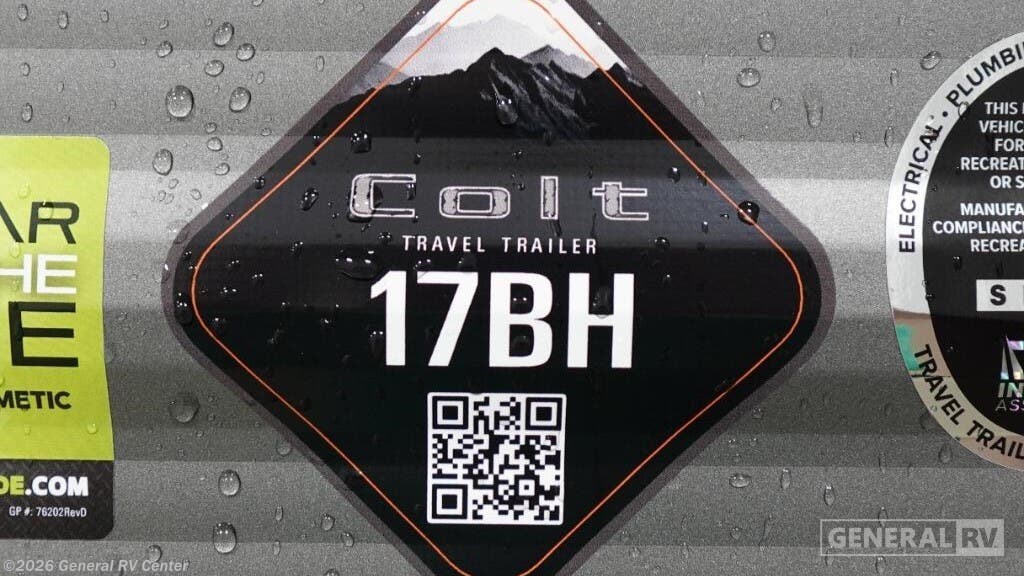 AR
HE
E
METIC
DE.COM
GP #: 76202RevD
Colt
TRAVEL TRAILER
17BH
ELECTRICAL · PLUMBI
THIS
VEHIC
FOR
RECREAT
OR S
MANUFA
COMPLIANC
RECREA
S
IN
ASS
TRAVEL TRAIL
GENERAL RV
©2026 General RV Center